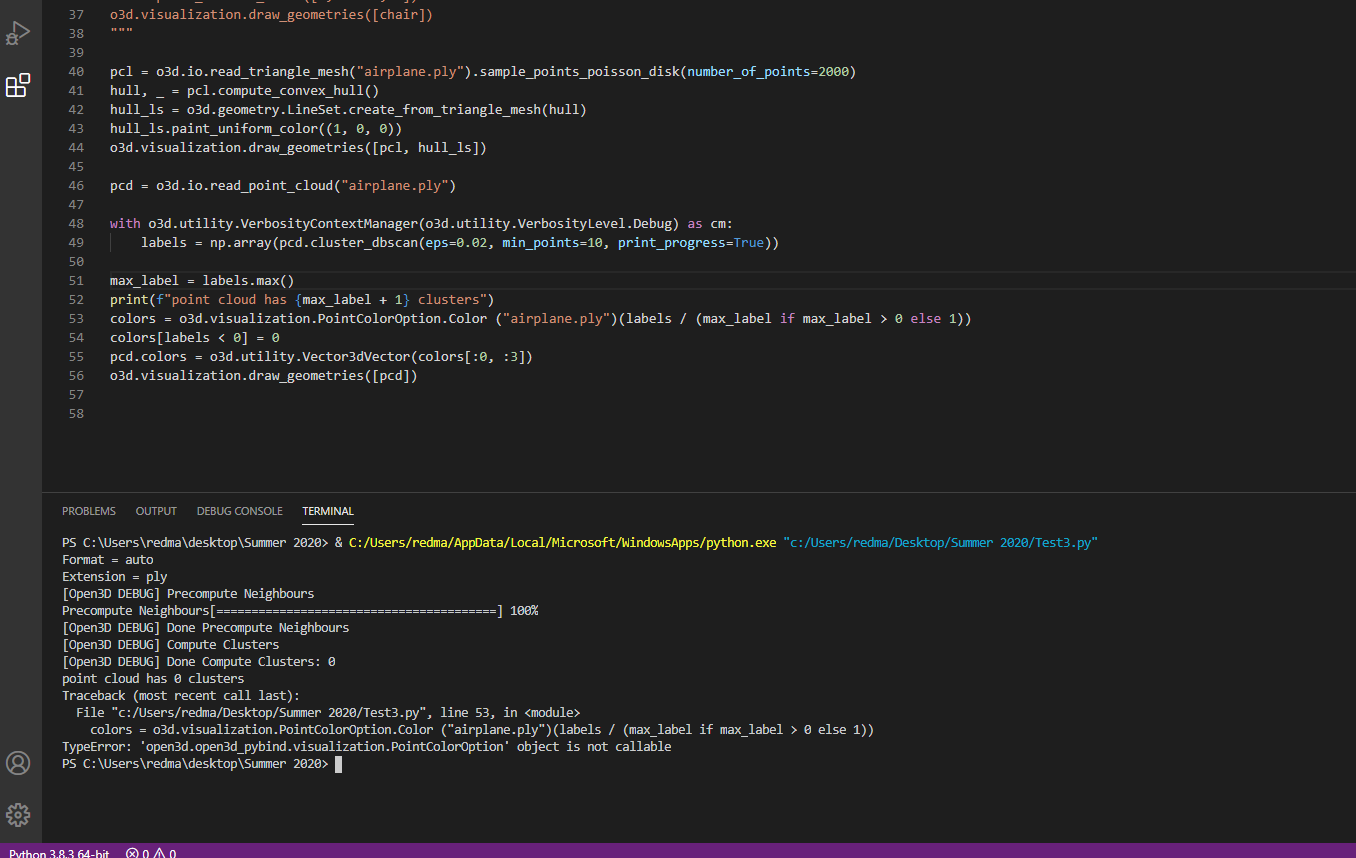 37 o3d.visualization.draw_geometries([chair])
38 """
39
40 pcl = o3d.io.read_triangle_mesh("airplane.ply").sample_points_poisson_disk(number_of_points=2000)
41 hull, _ = pcl.compute_convex_hull()
42 hull_ls = o3d.geometry.LineSet.create_from_triangle_mesh(hull)
43 hull_ls.paint_uniform_color((1, 0, 0))
44 o3d.visualization.draw_geometries([pcl, hull_ls])
45
46 pcd = o3d.io.read_point_cloud("airplane.ply")
47
48 with o3d.utility.VerbosityContextManager(o3d.utility.VerbosityLevel.Debug) as cm:
49     labels = np.array(pcd.cluster_dbscan(eps=0.02, min_points=10, print_progress=True))
50
51 max_label = labels.max()
52 print(f"point cloud has {max_label + 1} clusters")
53 colors = o3d.visualization.PointColorOption.Color ("airplane.ply")(labels / (max_label if max_label > 0 else 1))
54 colors[labels < 0] = 0
55 pcd.colors = o3d.utility.Vector3dVector(colors[:0, :3])
56 o3d.visualization.draw_geometries([pcd])
57
58
PROBLEMS OUTPUT DEBUG CONSOLE TERMINAL
PS C:\Users\redma\desktop\Summer 2020> & C:/Users/redma/AppData/Local/Microsoft/WindowsApps/python.exe "c:/Users/redma/Desktop/Summer 2020/Test3.py"
Format = auto
Extension = ply
[Open3D DEBUG] Precompute Neighbours
Precompute Neighbours[========================================] 100%
[Open3D DEBUG] Done Precompute Neighbours
[Open3D DEBUG] Compute Clusters
[Open3D DEBUG] Done Compute Clusters: 0
point cloud has 0 clusters
Traceback (most recent call last):
  File "c:/Users/redma/Desktop/Summer 2020/Test3.py", line 53, in <module>
    colors = o3d.visualization.PointColorOption.Color ("airplane.ply")(labels / (max_label if max_label > 0 else 1))
TypeError: 'open3d.open3d_pybind.visualization.PointColorOption' object is not callable
PS C:\Users\redma\desktop\Summer 2020>
Python 3.8.3 64-bit 0 0